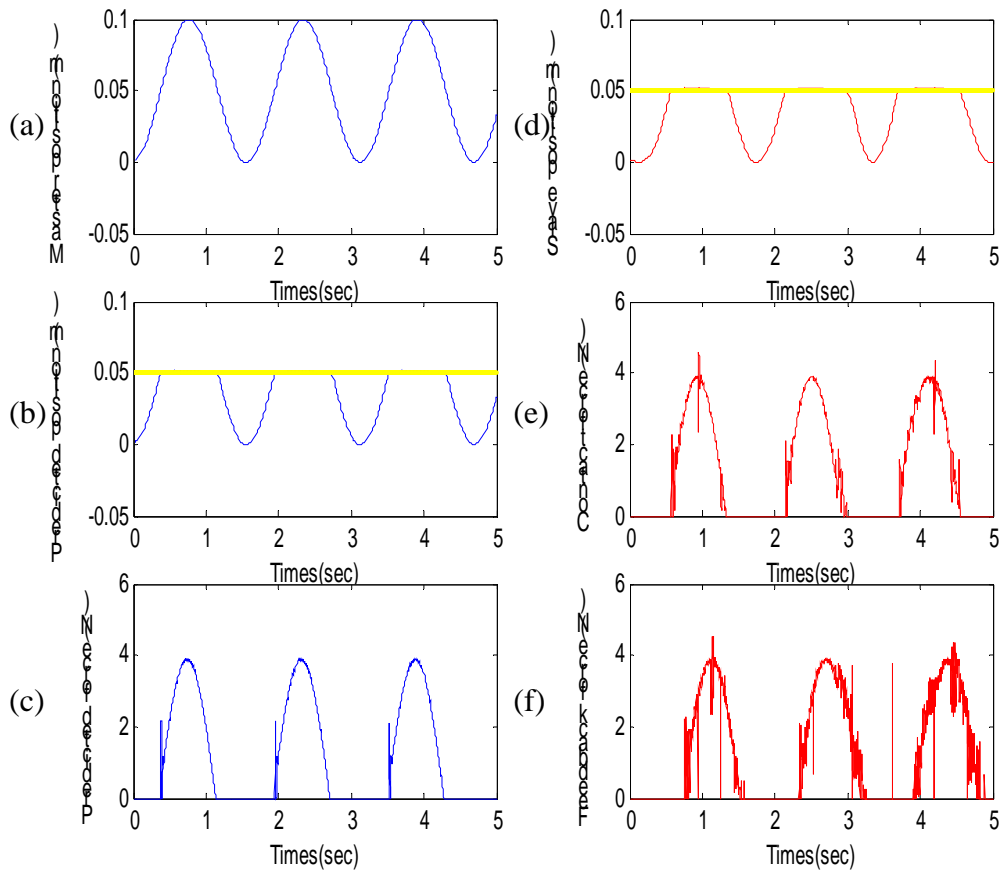 (a)
Master position(m)
0.1
0.05
0
-0.05
0 1 2 3 4 5
Times(sec)
(d)
Slave position(m)
0.1
0.05
0
-0.05
0 1 2 3 4 5
Times(sec)
(b)
Predicted position(m)
0.1
0.05
0
-0.05
0 1 2 3 4 5
Times(sec)
(e)
Contact force(N)
6
4
2
0
0 1 2 3 4 5
Times(sec)
(c)
Predicted force(N)
6
4
2
0
0 1 2 3 4 5
Times(sec)
(f)
Feedback force(N)
6
4
2
0
0 1 2 3 4 5
Times(sec)